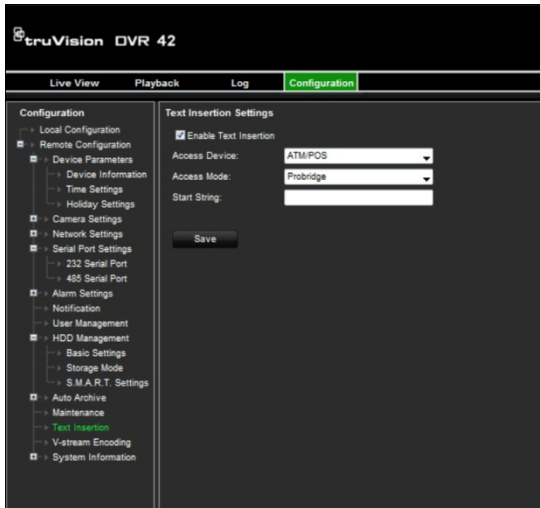 truVision DVR 42
Live View Playback Log Configuration
Configuration
Local Configuration
Remote Configuration
Device Parameters
Device Information
Time Settings
Holiday Settings
Camera Settings
Network Settings
Serial Port Settings
232 Serial Port
485 Serial Port
Alarm Settings
Notification
User Management
HDD Management
Basic Settings
Storage Mode
S.M.A.R.T. Settings
Auto Archive
Maintenance
Text Insertion
V-stream Encoding
System Information
Text Insertion Settings
Enable Text Insertion
Access Device: ATM/POS
Access Mode: Probridge
Start String:
Save